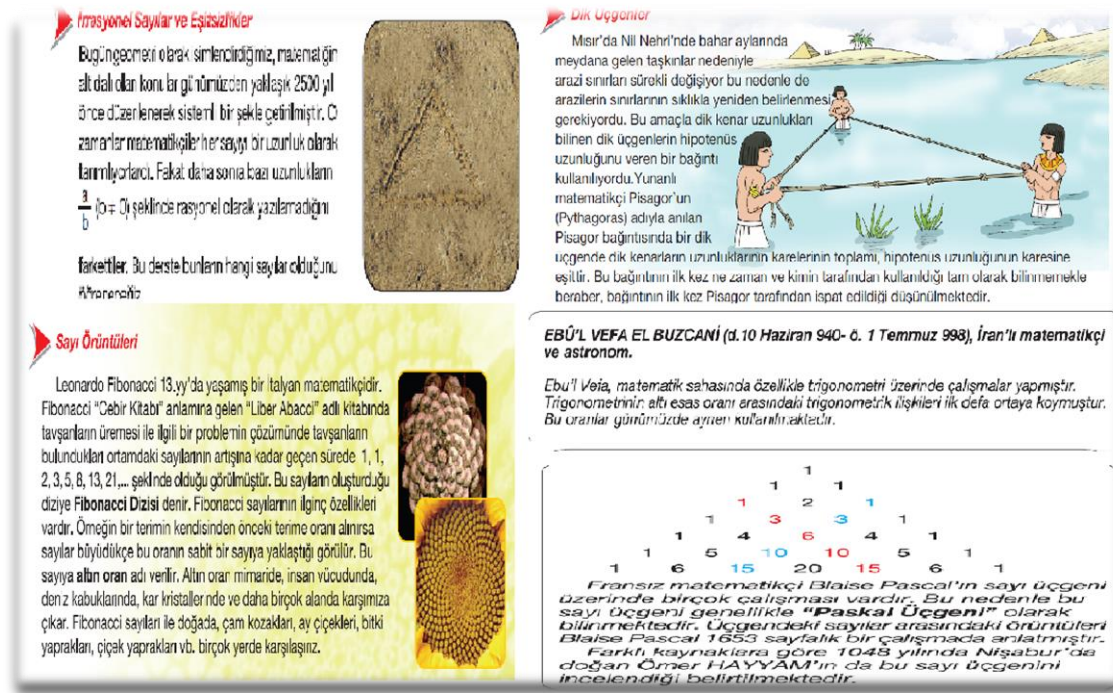 İrrasyonel Sayılar ve Eşizsizlikler
Bugün geometri olarak isimlendirdiğimiz, matematiğin
alt dalı olan konular günümüzden yaklaşık 2500 yıl
önce düzenlenerek sistemli bir şekle getirilmiştir. O
zamanlar matematikçiler her sayıyı bir uzunluk olarak
tanımlıyorlardı. Fakat daha sonra bazı uzunlukların
a/b (b ≠ 0) şeklinde rasyonel olarak yazılamadığını
farkettiler. Bu derste bunların hangi sayılar olduğunu
öğreneceğiz.
Sayı Örüntüleri
Leonardo Fibonacci 13.yy'da yaşamış bir İtalyan matematikçidir.
Fibonacci "Cebir Kitabı" anlamına gelen "Liber Abacci" adlı kitabında
tavşanların üremesi ile ilgili bir problemin çözümünde tavşanların
bulundukları ortamdaki sayılarının artışına kadar geçen sürede 1, 1,
2, 3, 5, 8, 13, 21,... şeklinde olduğu görülmüştür. Bu sayıların oluşturduğu
diziye Fibonacci Dizisi denir. Fibonacci sayılarının ilginç özellikleri
vardır. Örneğin bir terimin kendisinden önceki terime oranı alınırsa
sayılar büyüdükçe bu oranın sabit bir sayıya yaklaştığı görülür. Bu
sayıya altın oran adı verilir. Altın oran mimaride, insan vücudunda,
deniz kabuklarında, kar kristallerinde ve daha birçok alanda karşımıza
çıkar. Fibonacci sayıları ile doğada, çam kozakları, ay çiçekleri, bitki
yaprakları, çiçek yaprakları vb. birçok yerde karşılaşırız.
Dik Üçgenler
Mısır'da Nil Nehri'nde bahar aylarında
meydana gelen taşkınlar nedeniyle
arazi sınırları sürekli değişiyor bu nedenle de
arazilerin sınırlarının sıklıkla yeniden belirlenmesi
gerekiyordu. Bu amaçla dik kenar uzunlukları
bilinen dik üçgenlerin hipotenüs
uzunluğunu veren bir bağıntı
kullanılıyordu.Yunanlı
matematikçi Pisagor'un
(Pythagoras) adıyla anılan
Pisagor bağıntısında bir dik
üçgende dik kenarların uzunluklarının karelerinin toplamı, hipotenüs uzunluğunun karesine
eşittir. Bu bağıntının ilk kez ne zaman ve kimin tarafından kullanıldığı tam olarak bilinmemekle
beraber, bağıntının ilk kez Pisagor tarafından ispat edildiği düşünülmektedir.
EBÛ'L VEFA EL BUZCANİ (d.10 Haziran 940- ö. 1 Temmuz 998), İran'lı matematikçi
ve astronom.
Ebu'l Vefa, matematik sahasında özellikle trigonometri üzerinde çalışmalar yapmıştır.
Trigonometrinin altı esas oranı arasındaki trigonometrik ilişkileri ilk defa ortaya koymuştur.
Bu oranlar günümüzde aynen kullanılmaktadır.
1
1 1
1 2 1
1 3 3 1
1 4 6 4 1
1 5 10 10 5 1
1 6 15 20 15 6 1
Fransız matematikçi Blaise Pascal'ın sayı üçgeni
üzerinde birçok çalışması vardır. Bu nedenle bu
sayı üçgeni genellikle "Paskal Üçgeni" olarak
bilinmektedir. Üçgendeki sayılar arasındaki örüntüleri
Blaise Pascal 1653 sayfalık bir çalışmada anlatmıştır.
Farklı kaynaklara göre 1048 yılında Nişabur'da
doğan Ömer HAYYAM'ın da bu sayı üçgenini
incelendiği belirtilmektedir.